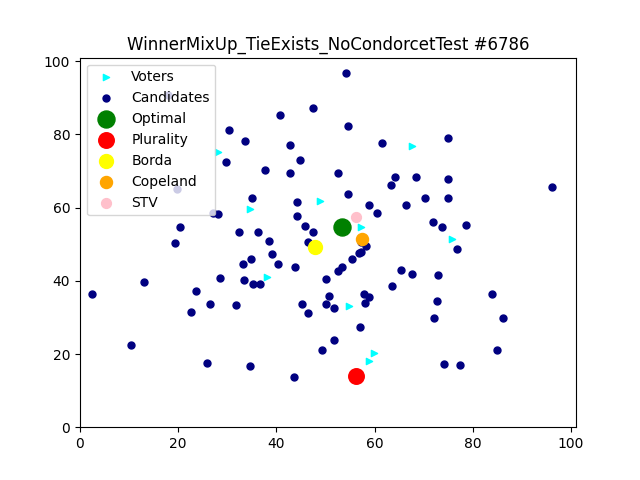 WinnerMixUp_TieExists_NoCondorcetTest #6786
100
80
60
40
20
0
Voters
Candidates
Optimal
Plurality
Borda
Copeland
STV
0 20 40 60 80 100